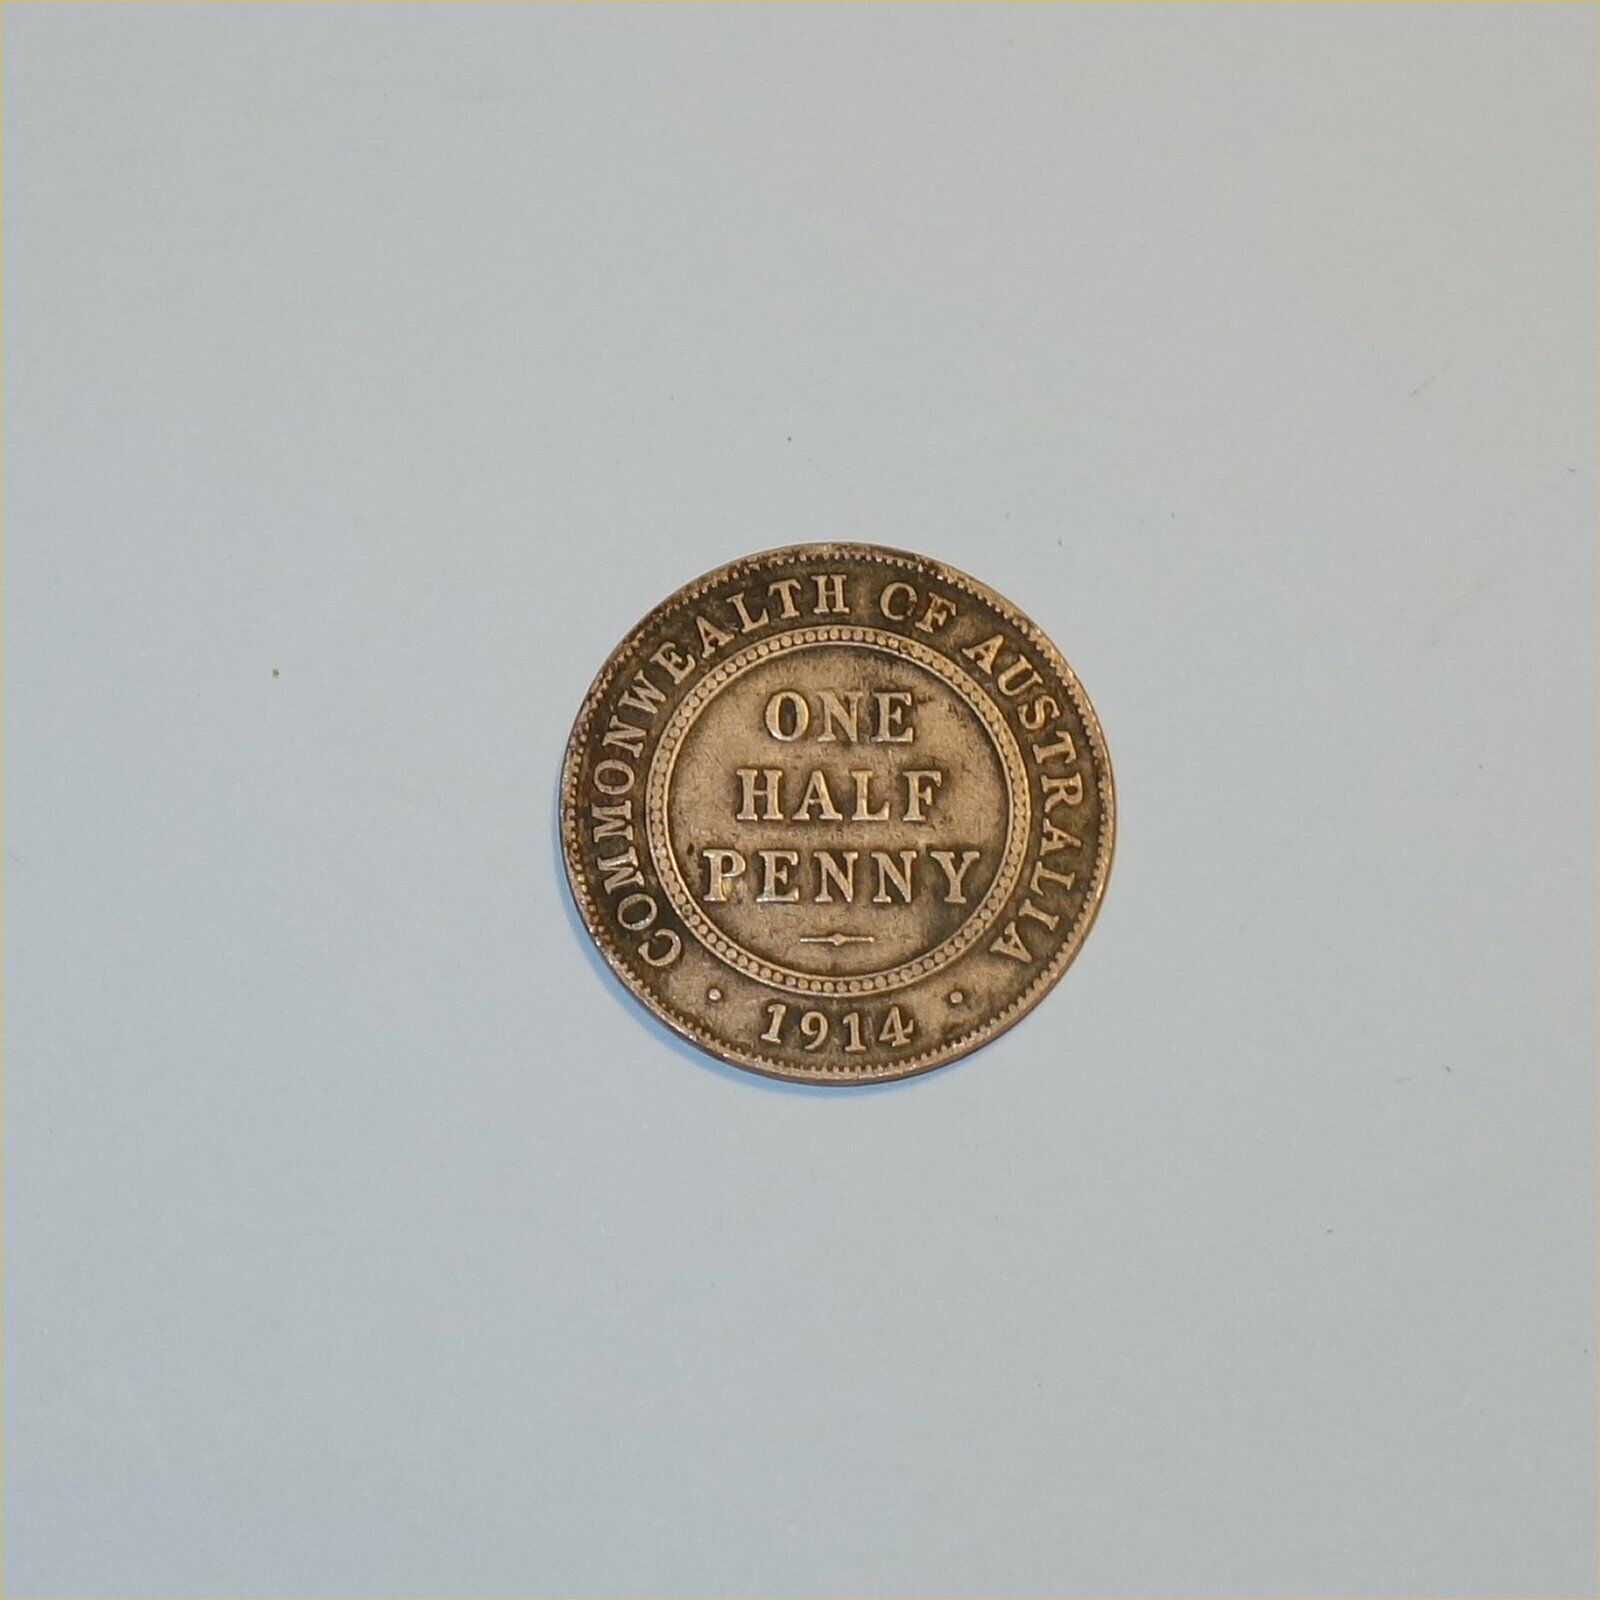 COMMONWEALTH OF AUSTRALIA
ONE
HALF
PENNY
· 1914 ·